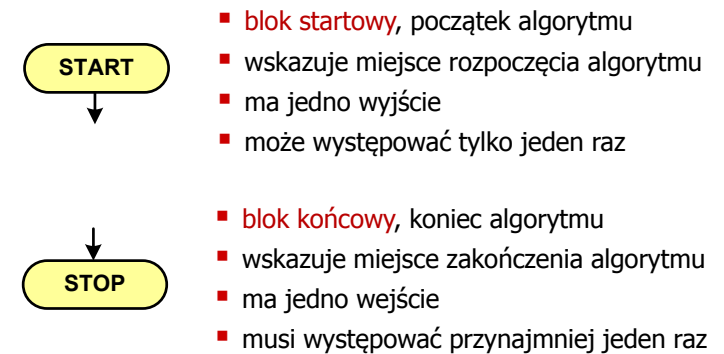 START
▪ blok startowy, początek algorytmu
▪ wskazuje miejsce rozpoczęcia algorytmu
▪ ma jedno wyjście
▪ może występować tylko jeden raz
STOP
▪ blok końcowy, koniec algorytmu
▪ wskazuje miejsce zakończenia algorytmu
▪ ma jedno wejście
▪ musi występować przynajmniej jeden raz